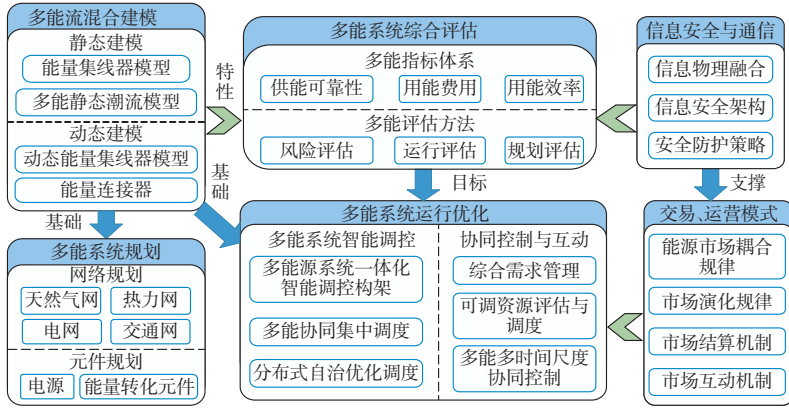 多能流混合建模
静态建模
能量集线器模型
多能静态潮流模型
动态建模
动态能量集线器模型
能量连接器
特性
多能系统综合评估
多能指标体系
供能可靠性
用能费用
用能效率
多能评估方法
风险评估
运行评估
规划评估
信息安全与通信
信息物理融合
信息安全架构
安全防护策略
基础
基础
目标
支撑
多能系统规划
网络规划
天然气网
热力网
电网
交通网
元件规划
电源
能量转化元件
多能系统运行优化
多能系统智能调控
多能源系统一体化
智能调控构架
多能协同集中调度
分布式自治优化调度
协同控制与互动
综合需求管理
可调资源评估与
调度
多能多时间尺度
协同控制
交易、运营模式
能源市场耦合
规律
市场演化规律
市场结算机制
市场互动机制